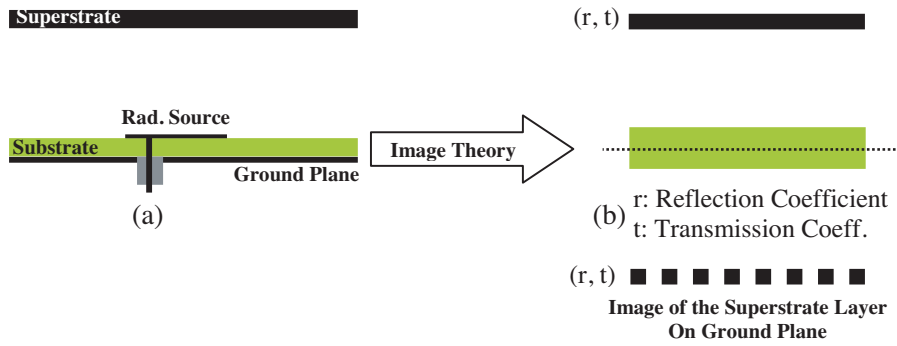 Superstrate
Rad. Source
Substrate
Ground Plane
(a)
Image Theory
(r, t)
(b)
r: Reflection Coefficient
t: Transmission Coeff.
(r, t)
Image of the Superstrate Layer
On Ground Plane